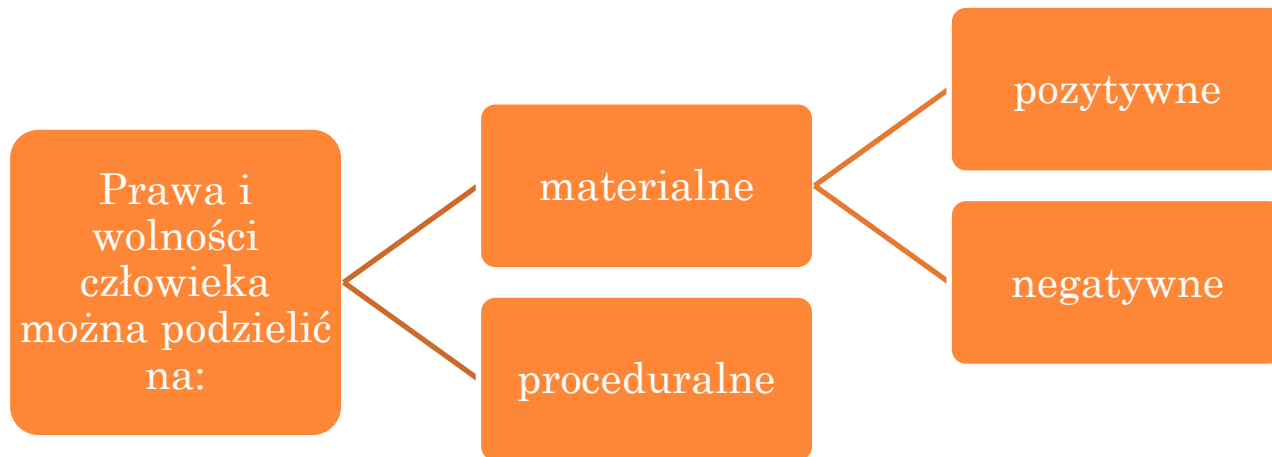 Prawa i
wolności
człowieka
można podzielić
na:
materialne
proceduralne
pozytywne
negatywne